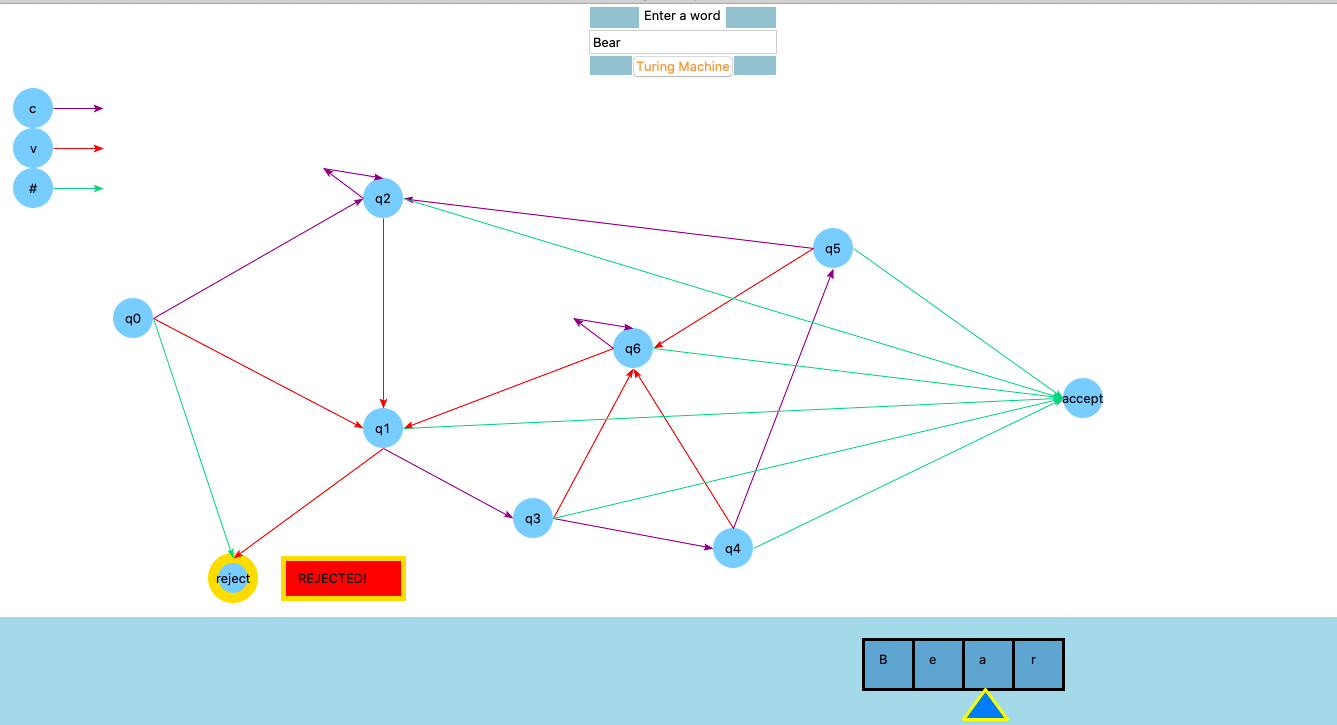 Enter a word
Bear
Turing Machine
c
v
#
q2
q5
q0
q6
accept
q1
q3
q4
reject
REJECTED!
B e a r